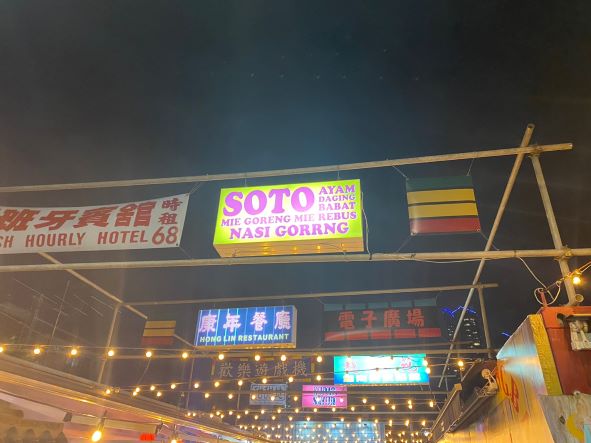 班牙賓館 時租
SH HOURLY HOTEL 68
SOTO AYAM
DAGING
BABAT
MIE GORENG MIE REBUS
NASI GORRNG
康年餐廳
HONG LIN RESTAURANT
電子廣場
歡樂遊戲機